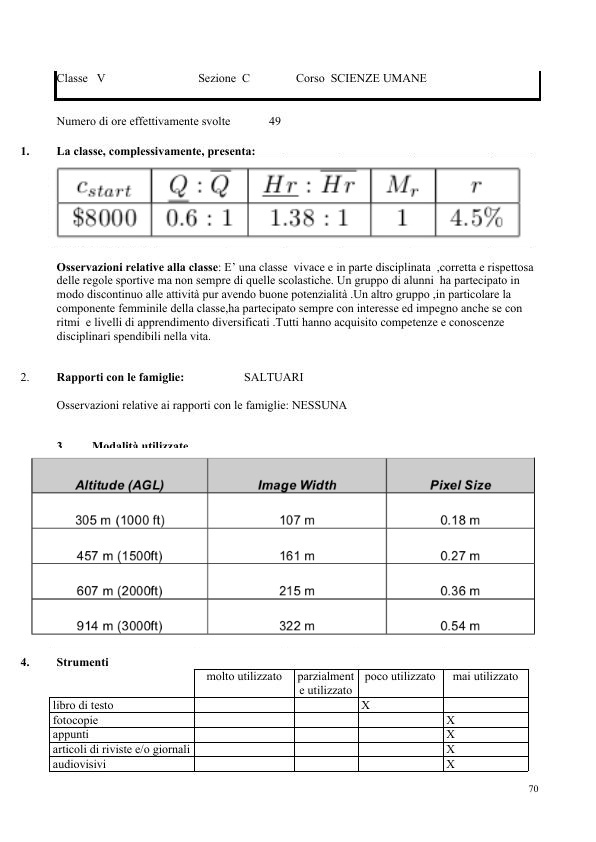 Classe V Sezione C Corso SCIENZE UMANE
Numero di ore effettivamente svolte 49
1. La classe, complessivamente, presenta:
c_start Q : Q̅ Hr : H̅r̅ M_r r
$8000 0.6 : 1 1.38 : 1 1 4.5%
Osservazioni relative alla classe: E’ una classe vivace e in parte disciplinata ,corretta e rispettosa
delle regole sportive ma non sempre di quelle scolastiche. Un gruppo di alunni ha partecipato in
modo discontinuo alle attività pur avendo buone potenzialità .Un altro gruppo ,in particolare la
componente femminile della classe,ha partecipato sempre con interesse ed impegno anche se con
ritmi e livelli di apprendimento diversificati .Tutti hanno acquisito competenze e conoscenze
disciplinari spendibili nella vita.
2. Rapporti con le famiglie: SALTUARI
Osservazioni relative ai rapporti con le famiglie: NESSUNA
3. Modalità utilizzate
Altitude (AGL) Image Width Pixel Size
305 m (1000 ft) 107 m 0.18 m
457 m (1500ft) 161 m 0.27 m
607 m (2000ft) 215 m 0.36 m
914 m (3000ft) 322 m 0.54 m
4. Strumenti
molto utilizzato parzialment poco utilizzato mai utilizzato
e utilizzato
libro di testo X
fotocopie X
appunti X
articoli di riviste e/o giornali X
audiovisivi X
70